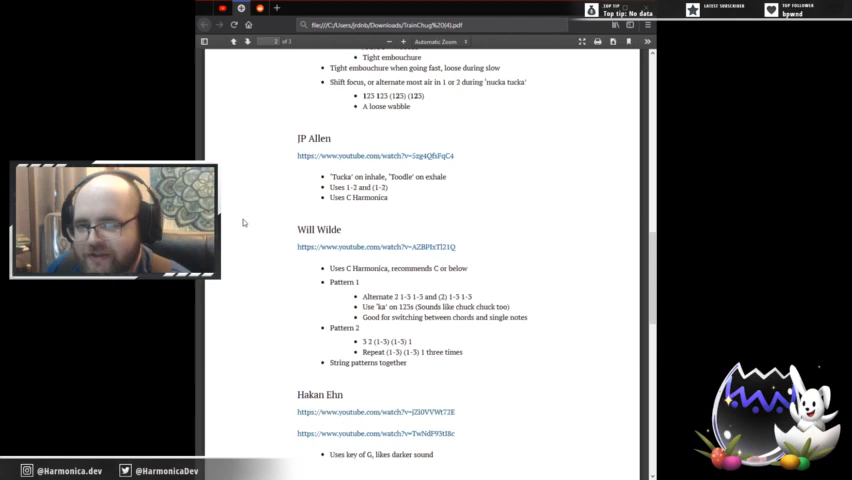 TOP TIP
Top tip: No data
LATEST SUBSCRIBER
TOP FOLLOWER
bpwnd
file:///C:/Users/jrdnb/Downloads/TrainChug%20(4).pdf
2 of 3
Automatic Zoom
Tight embouchure
Tight embouchure when going fast, loose during slow
Shift focus, or alternate most air in 1 or 2 during 'nucka tucka'
123 123 (123) (123)
A loose wabble
JP Allen
https://www.youtube.com/watch?v=5zg4QfsFqC4
'Tucka' on inhale, 'Toodle' on exhale
Uses 1-2 and (1-2)
Uses C Harmonica
Will Wilde
https://www.youtube.com/watch?v=AZBPIxTl21Q
Uses C Harmonica, recommends C or below
Pattern 1
Alternate 2 1-3 1-3 and (2) 1-3 1-3
Use 'ka' on 123s (Sounds like chuck chuck too)
Good for switching between chords and single notes
Pattern 2
3 2 (1-3) (1-3) 1
Repeat (1-3) (1-3) 1 three times
String patterns together
Hakan Ehn
https://www.youtube.com/watch?v=jZi0VVWt72E
https://www.youtube.com/watch?v=TwNdF93tJ8c
Uses key of G, likes darker sound
@Harmonica.dev
@HarmonicaDev